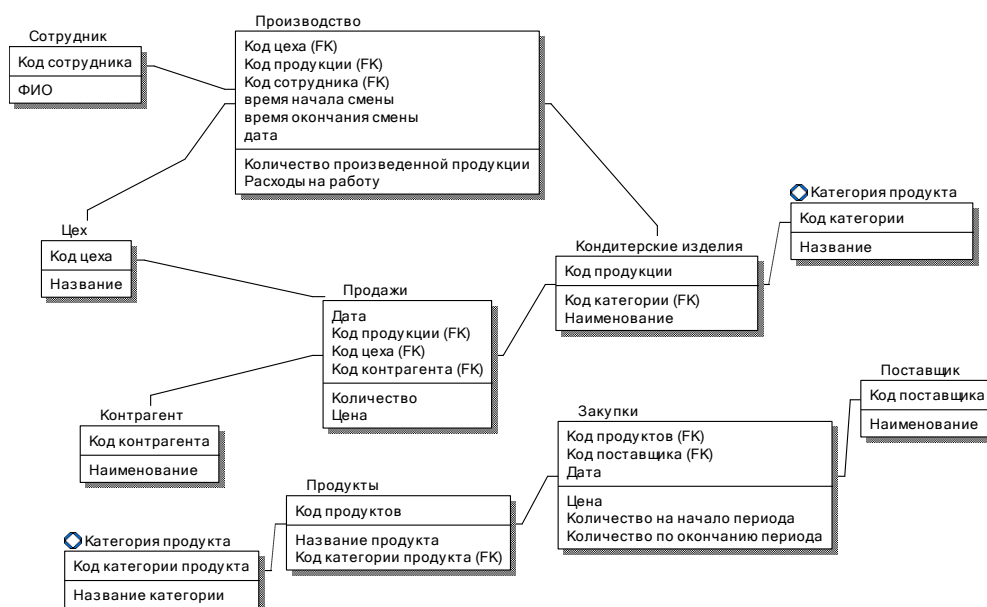 Производство
Код цеха (FK)
Код продукции (FK)
Код сотрудника (FK)
время начала смены
время окончания смены
дата
Количество произведенной продукции
Расходы на работу
Сотрудник
Код сотрудника
ФИО
Категория продукта
Код категории
Название
Цех
Код цеха
Название
Кондитерские изделия
Код продукции
Код категории (FK)
Наименование
Продажи
Дата
Код продукции (FK)
Код цеха (FK)
Код контрагента (FK)
Количество
Цена
Поставщик
Код поставщика
Наименование
Контрагент
Код контрагента
Наименование
Закупки
Код продуктов (FK)
Код поставщика (FK)
Дата
Цена
Количество на начало периода
Количество по окончанию периода
Продукты
Код продуктов
Название продукта
Код категории продукта (FK)
Категория продукта
Код категории продукта
Название категории